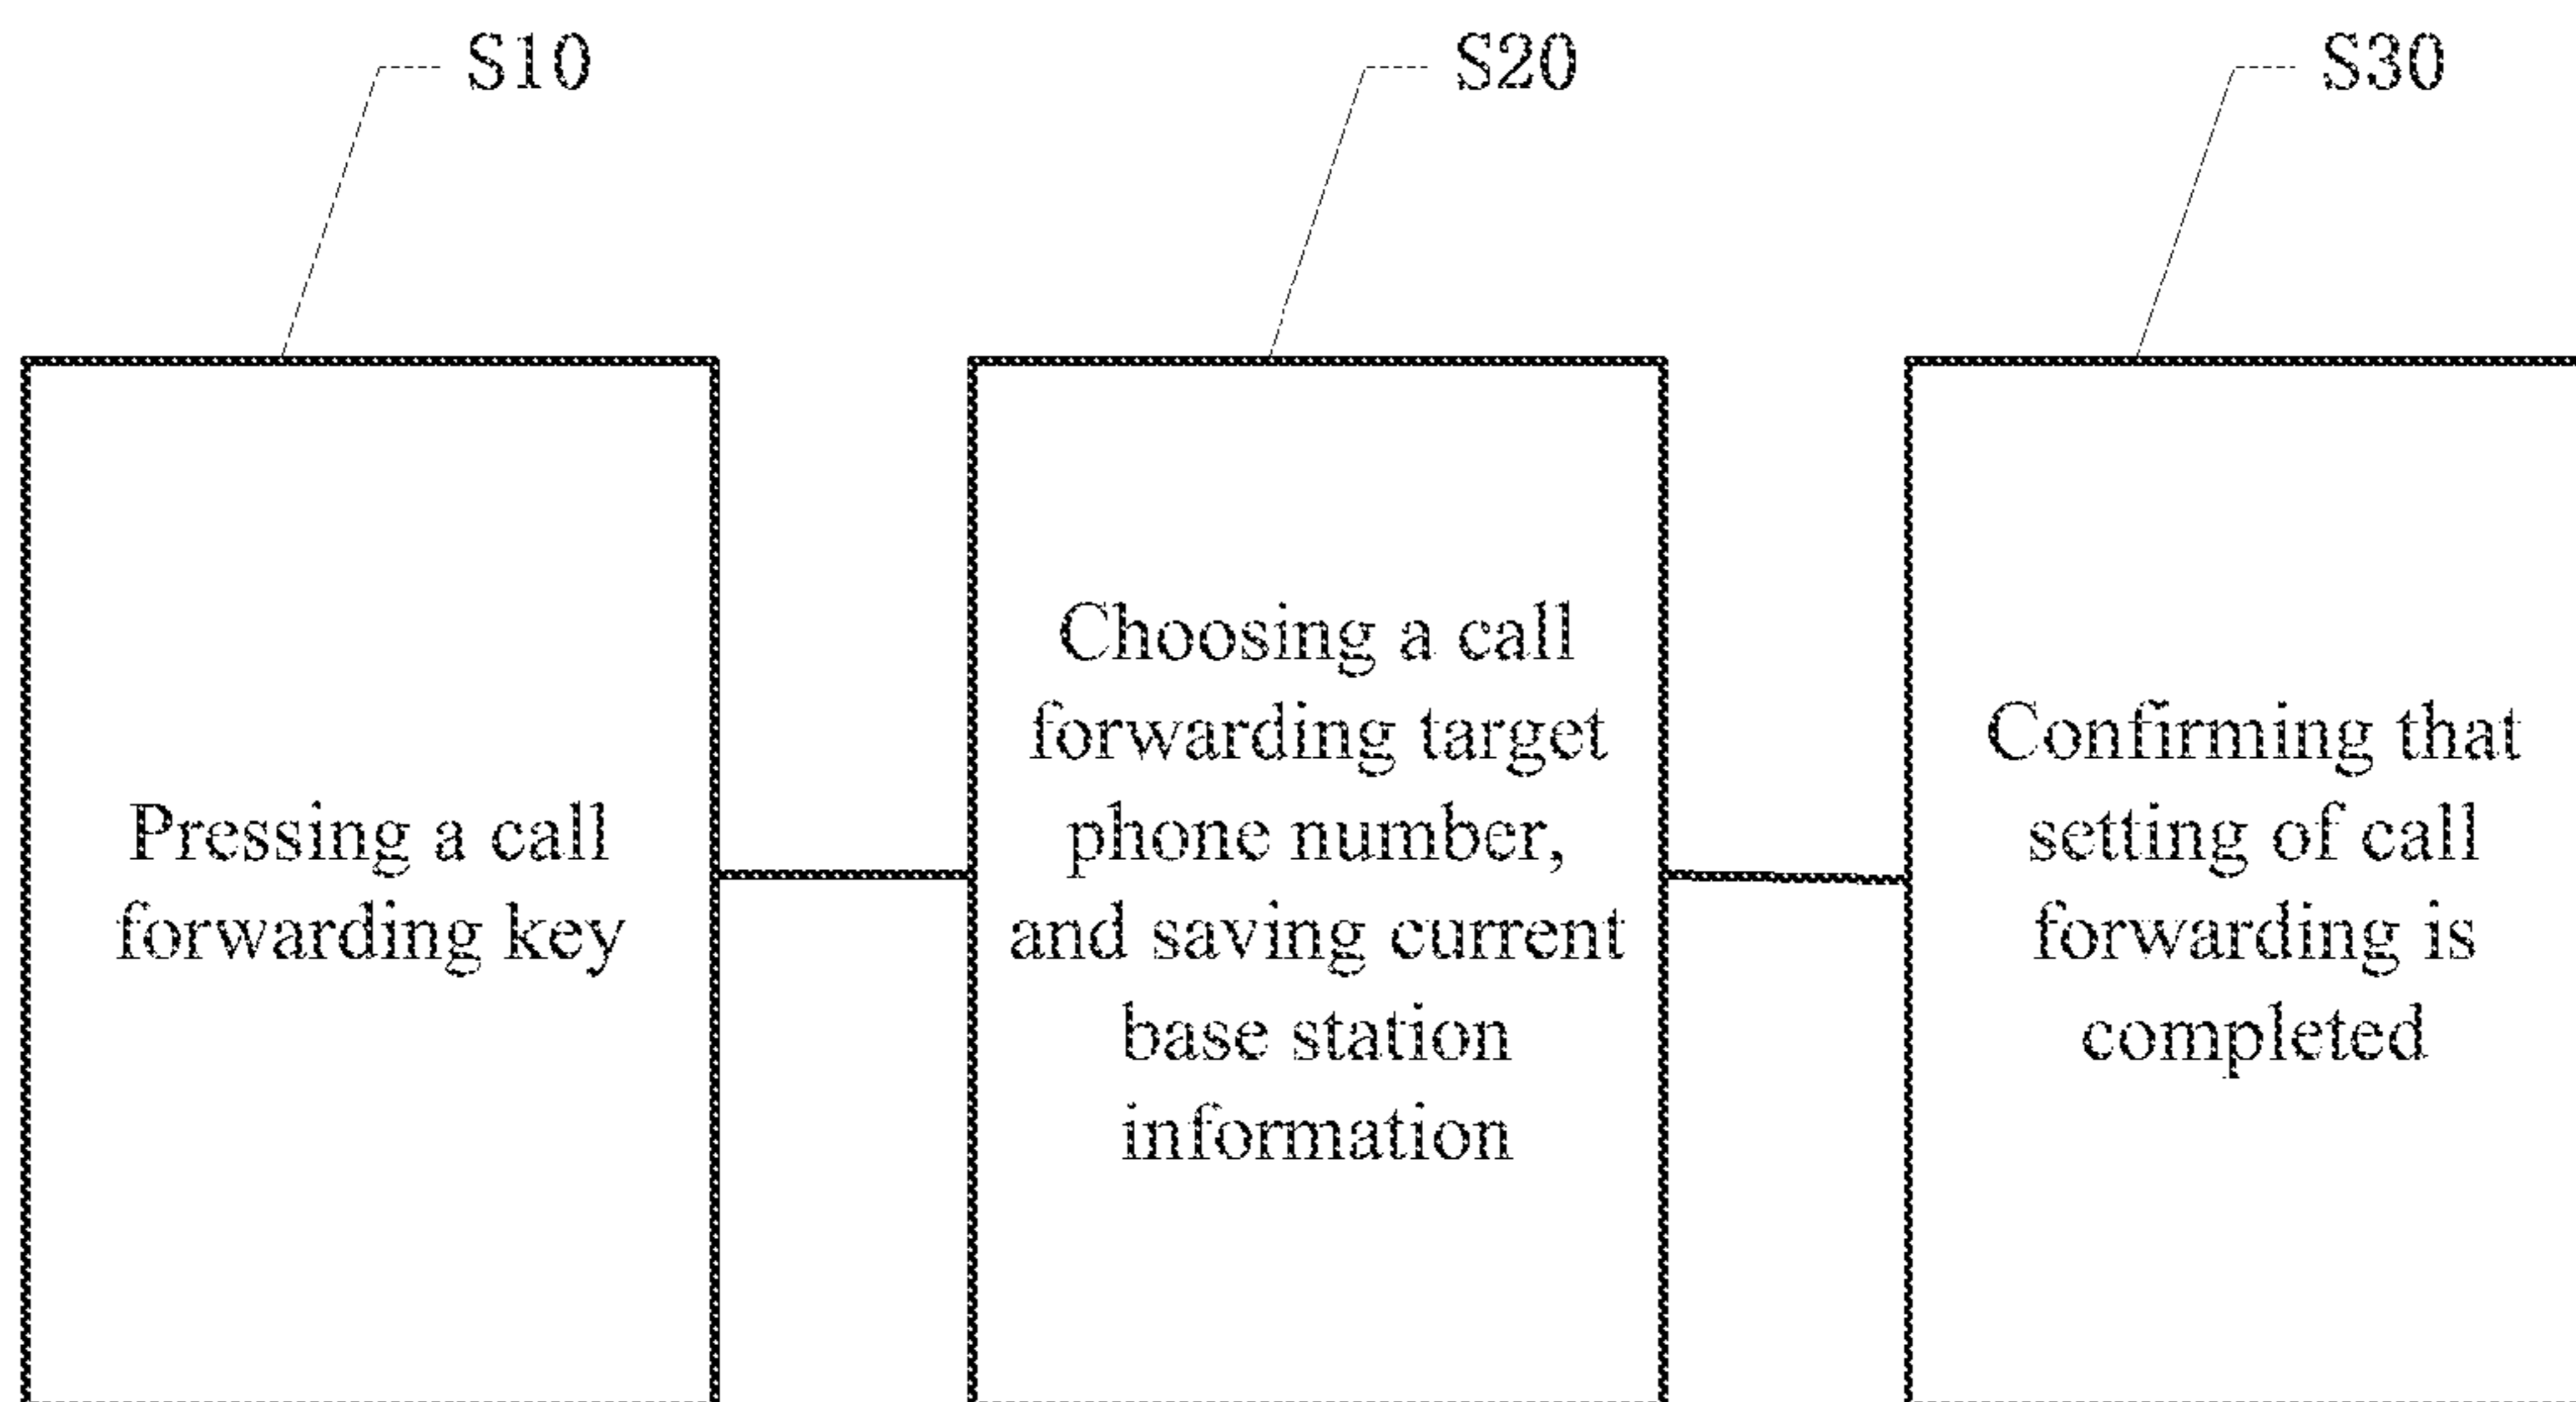 S10
S20
S30
Pressing a call
forwarding key
Choosing a call
forwarding target
phone number,
and saving current
base station
information
Confirming that
setting of call
forwarding is
completed